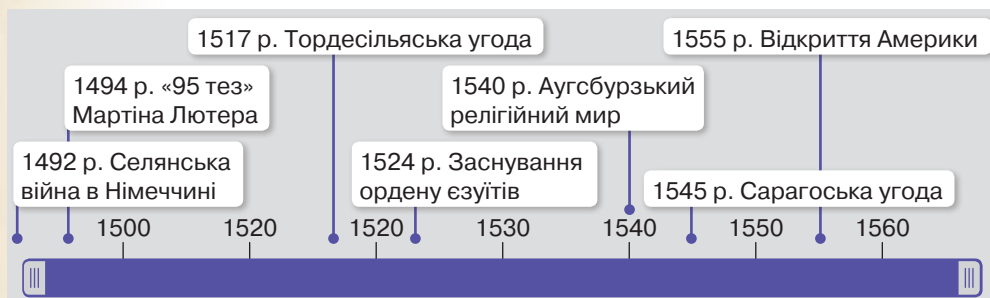 1517 р. Тордесільяська угода
1555 р. Відкриття Америки
1494 р. «95 тез»
Мартіна Лютера
1540 р. Аугсбурзький
релігійний мир
1492 р. Селянська
війна в Німеччині
1524 р. Заснування
ордену єзуїтів
1545 р. Сарагоська угода
1500 1520 1520 1530 1540 1550 1560